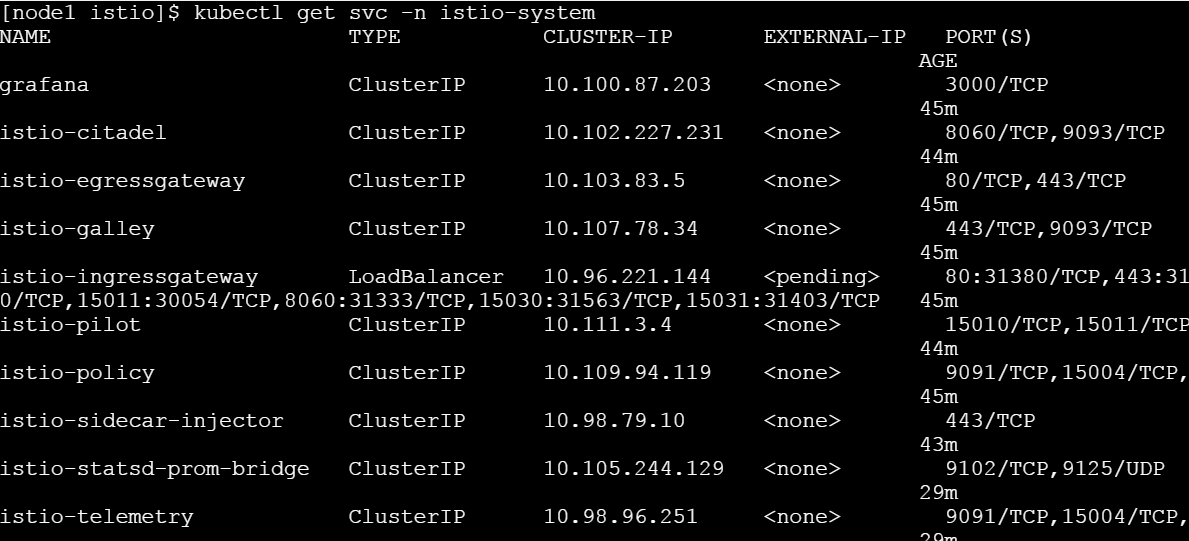 [node1 istio]$ kubectl get svc -n istio-system
NAME TYPE CLUSTER-IP EXTERNAL-IP PORT(S)
AGE
grafana ClusterIP 10.100.87.203 <none> 3000/TCP
45m
istio-citadel ClusterIP 10.102.227.231 <none> 8060/TCP,9093/TCP
44m
istio-egressgateway ClusterIP 10.103.83.5 <none> 80/TCP,443/TCP
45m
istio-galley ClusterIP 10.107.78.34 <none> 443/TCP,9093/TCP
45m
istio-ingressgateway LoadBalancer 10.96.221.144 <pending> 80:31380/TCP,443:31
0/TCP,15011:30054/TCP,8060:31333/TCP,15030:31563/TCP,15031:31403/TCP 45m
istio-pilot ClusterIP 10.111.3.4 <none> 15010/TCP,15011/TCP
44m
istio-policy ClusterIP 10.109.94.119 <none> 9091/TCP,15004/TCP,
45m
istio-sidecar-injector ClusterIP 10.98.79.10 <none> 443/TCP
43m
istio-statsd-prom-bridge ClusterIP 10.105.244.129 <none> 9102/TCP,9125/UDP
29m
istio-telemetry ClusterIP 10.98.96.251 <none> 9091/TCP,15004/TCP,
29m